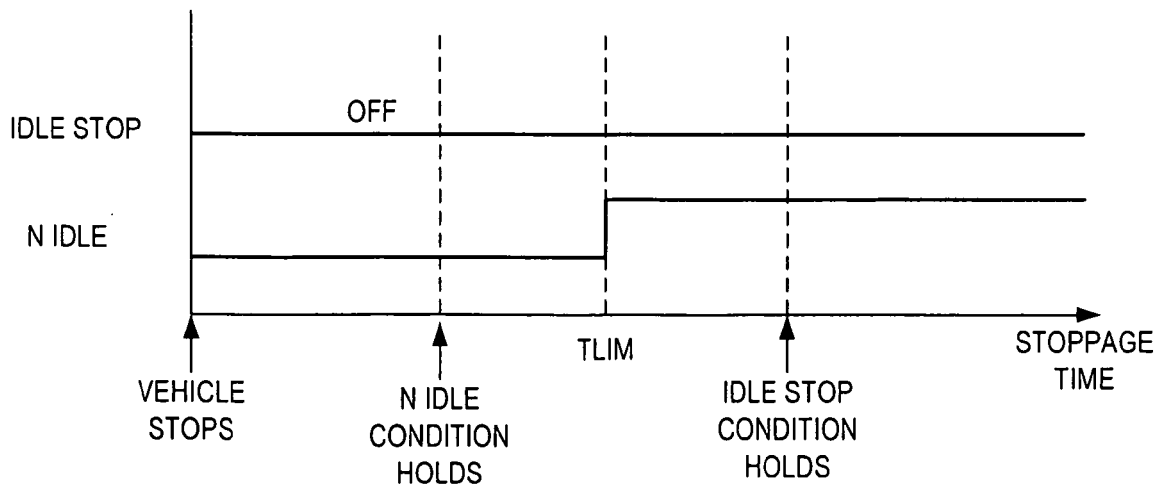 OFF
IDLE STOP
N IDLE
TLIM
STOPPAGE
TIME
VEHICLE
STOPS
N IDLE
CONDITION
HOLDS
IDLE STOP
CONDITION
HOLDS